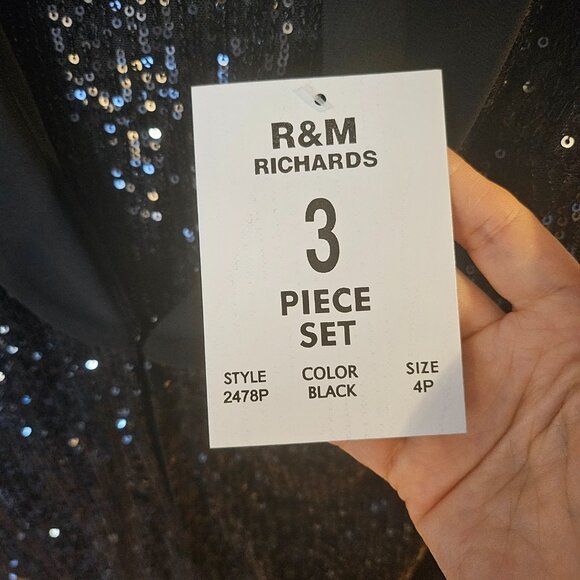 R&M
RICHARDS
3
PIECE
SET
STYLE COLOR SIZE
2478P BLACK 4P